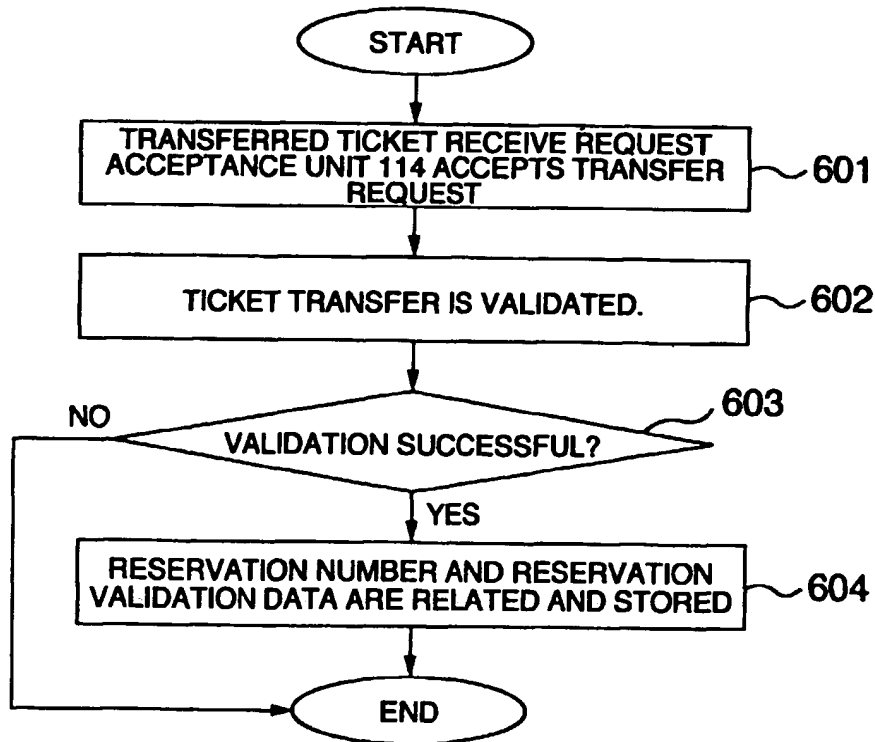 START
TRANSFERRED TICKET RECEIVE REQUEST
ACCEPTANCE UNIT 114 ACCEPTS TRANSFER
REQUEST
601
TICKET TRANSFER IS VALIDATED.
602
603
NO
VALIDATION SUCCESSFUL?
YES
RESERVATION NUMBER AND RESERVATION
VALIDATION DATA ARE RELATED AND STORED
604
END